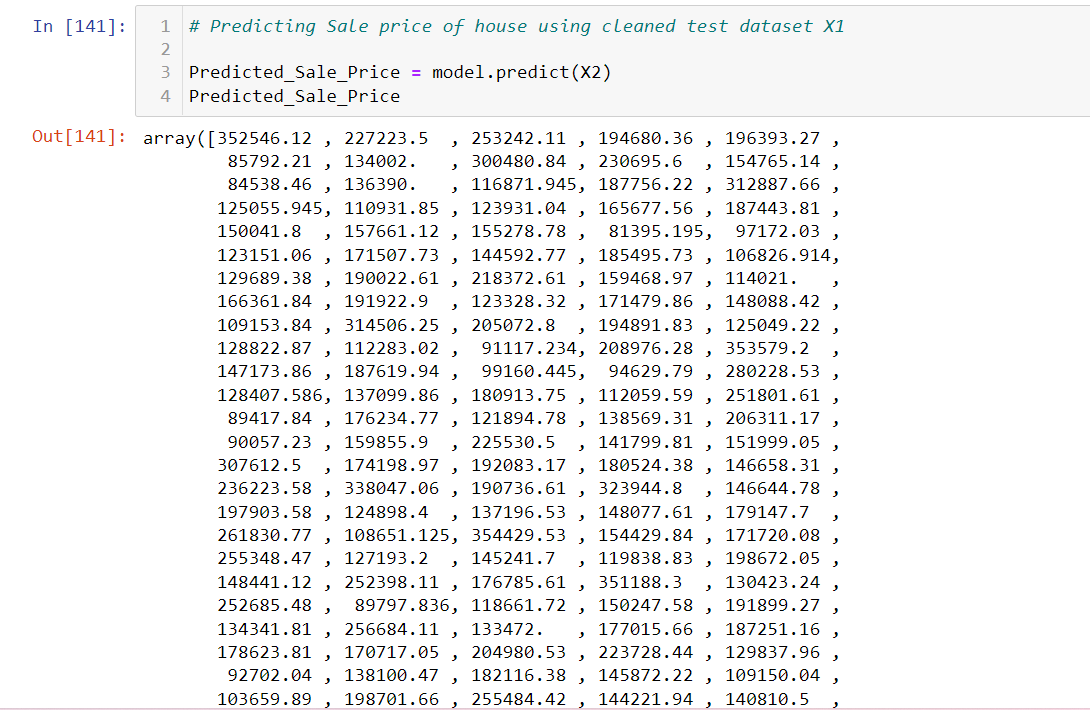 In [141]:
1 # Predicting Sale price of house using cleaned test dataset X1
2
3 Predicted_Sale_Price = model.predict(X2)
4 Predicted_Sale_Price
Out[141]: array([352546.12 , 227223.5  , 253242.11 , 194680.36 , 196393.27 ,
85792.21 , 134002.   , 300480.84 , 230695.6  , 154765.14 ,
84538.46 , 136390.   , 116871.945, 187756.22 , 312887.66 ,
125055.945, 110931.85 , 123931.04 , 165677.56 , 187443.81 ,
150041.8  , 157661.12 , 155278.78 ,  81395.195,  97172.03 ,
123151.06 , 171507.73 , 144592.77 , 185495.73 , 106826.914,
129689.38 , 190022.61 , 218372.61 , 159468.97 , 114021.   ,
166361.84 , 191922.9  , 123328.32 , 171479.86 , 148088.42 ,
109153.84 , 314506.25 , 205072.8  , 194891.83 , 125049.22 ,
128822.87 , 112283.02 ,  91117.234, 208976.28 , 353579.2  ,
147173.86 , 187619.94 ,  99160.445,  94629.79 , 280228.53 ,
128407.586, 137099.86 , 180913.75 , 112059.59 , 251801.61 ,
89417.84 , 176234.77 , 121894.78 , 138569.31 , 206311.17 ,
90057.23 , 159855.9  , 225530.5  , 141799.81 , 151999.05 ,
307612.5  , 174198.97 , 192083.17 , 180524.38 , 146658.31 ,
236223.58 , 338047.06 , 190736.61 , 323944.8  , 146644.78 ,
197903.58 , 124898.4  , 137196.53 , 148077.61 , 179147.7  ,
261830.77 , 108651.125, 354429.53 , 154429.84 , 171720.08 ,
255348.47 , 127193.2  , 145241.7  , 119838.83 , 198672.05 ,
148441.12 , 252398.11 , 176785.61 , 351188.3  , 130423.24 ,
252685.48 ,  89797.836, 118661.72 , 150247.58 , 191899.27 ,
134341.81 , 256684.11 , 133472.   , 177015.66 , 187251.16 ,
178623.81 , 170717.05 , 204980.53 , 223728.44 , 129837.96 ,
92702.04 , 138100.47 , 182116.38 , 145872.22 , 109150.04 ,
103659.89 , 198701.66 , 255484.42 , 144221.94 , 140810.5  ,